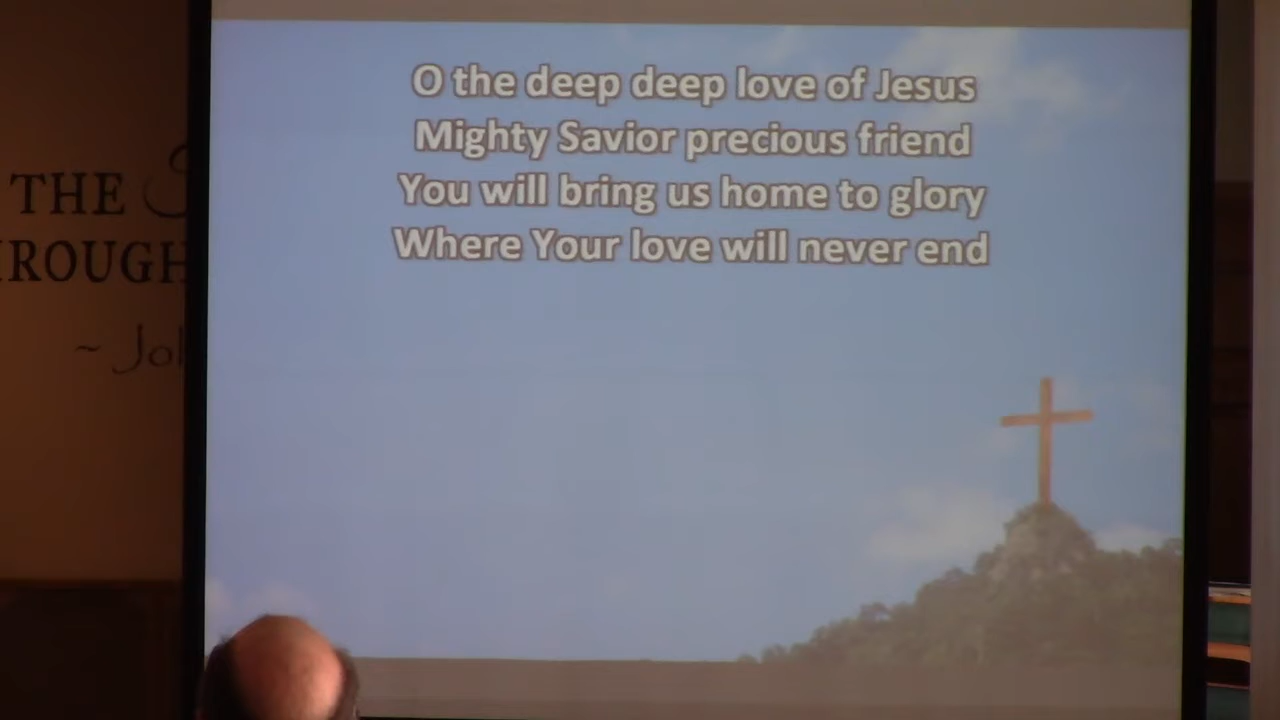 O the deep deep love of Jesus
Mighty Savior precious friend
You will bring us home to glory
Where Your love will never end
THE
~